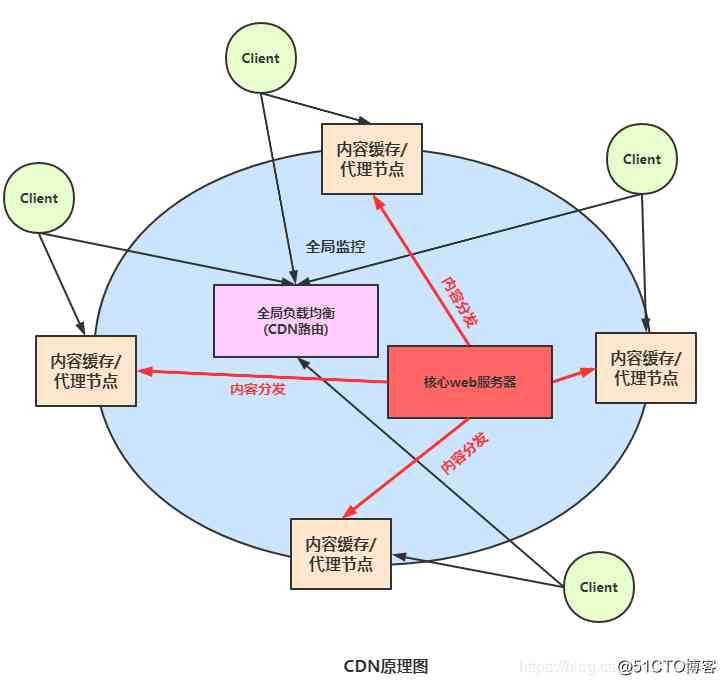 Client
内容缓存/
代理节点
Client
Client
全局监控
内容分发
全局负载均衡
(CDN路由)
内容缓存/
代理节点
核心web服务器
内容缓存/
代理节点
内容分发
内容分发
内容缓存/
代理节点
Client
CDN原理图
@51CTO博客